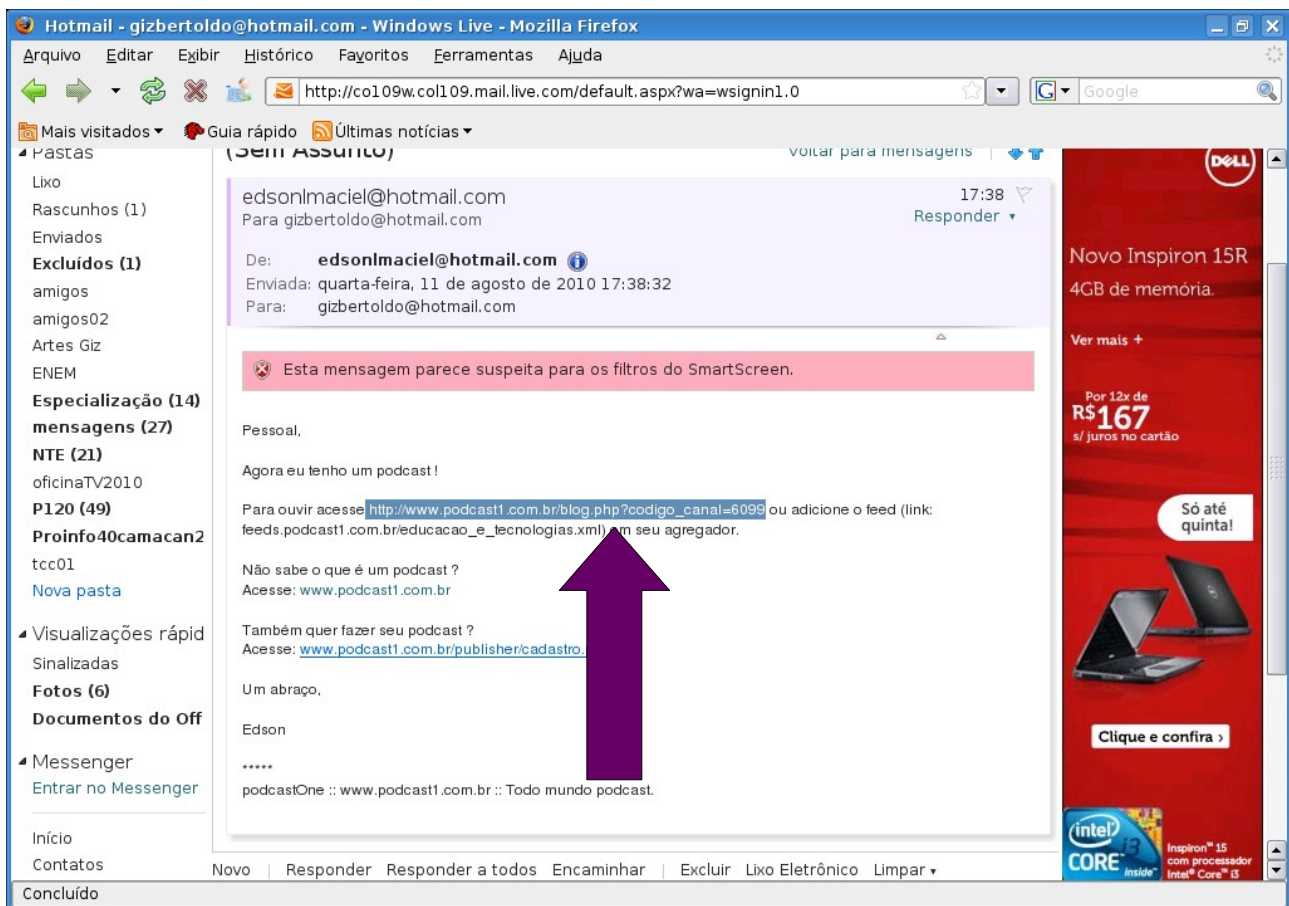 Hotmail - gizbertoldo@hotmail.com - Windows Live - Mozilla Firefox
Arquivo Editar Exibir Histórico Favoritos Ferramentas Ajuda
http://co109w.col109.mail.live.com/default.aspx?wa=wsignin1.0
Google
Mais visitados Guia rápido Últimas notícias
Pastas
Lixo
Rascunhos (1)
Enviados
Excluídos (1)
amigos
amigos02
Artes Giz
ENEM
Especialização (14)
mensagens (27)
NTE (21)
oficinaTV2010
P120 (49)
Proinfo40camacan2
tcc01
Nova pasta
Visualizações rápid
Sinalizadas
Fotos (6)
Documentos do Off
Messenger
Entrar no Messenger
Início
Contatos
(Sem Assunto)
Voltar para mensagens
edsonlmaciel@hotmail.com
17:38
Para gizbertoldo@hotmail.com
Responder
De: edsonlmaciel@hotmail.com
Enviada: quarta-feira, 11 de agosto de 2010 17:38:32
Para: gizbertoldo@hotmail.com
Esta mensagem parece suspeita para os filtros do SmartScreen.
Pessoal,
Agora eu tenho um podcast !
Para ouvir acesse http://www.podcast1.com.br/blog.php?codigo_canal=6099 ou adicione o feed (link:
feeds.podcast1.com.br/educacao_e_tecnologias.xml) em seu agregador.
Não sabe o que é um podcast ?
Acesse: www.podcast1.com.br
Também quer fazer seu podcast ?
Acesse: www.podcast1.com.br/publisher/cadastro.
Um abraço,
Edson
*****
podcastOne :: www.podcast1.com.br :: Todo mundo podcast.
Novo | Responder Responder a todos Encaminhar | Excluir Lixo Eletrônico Limpar
DELL
Novo Inspiron 15R
4GB de memória.
Ver mais +
Por 12x de
R$167
s/ juros no cartão
Só até
quinta!
Clique e confira ›
intel
CORE i3
inside
Inspiron™ 15
com processador
Intel® Core™ i3
Concluído